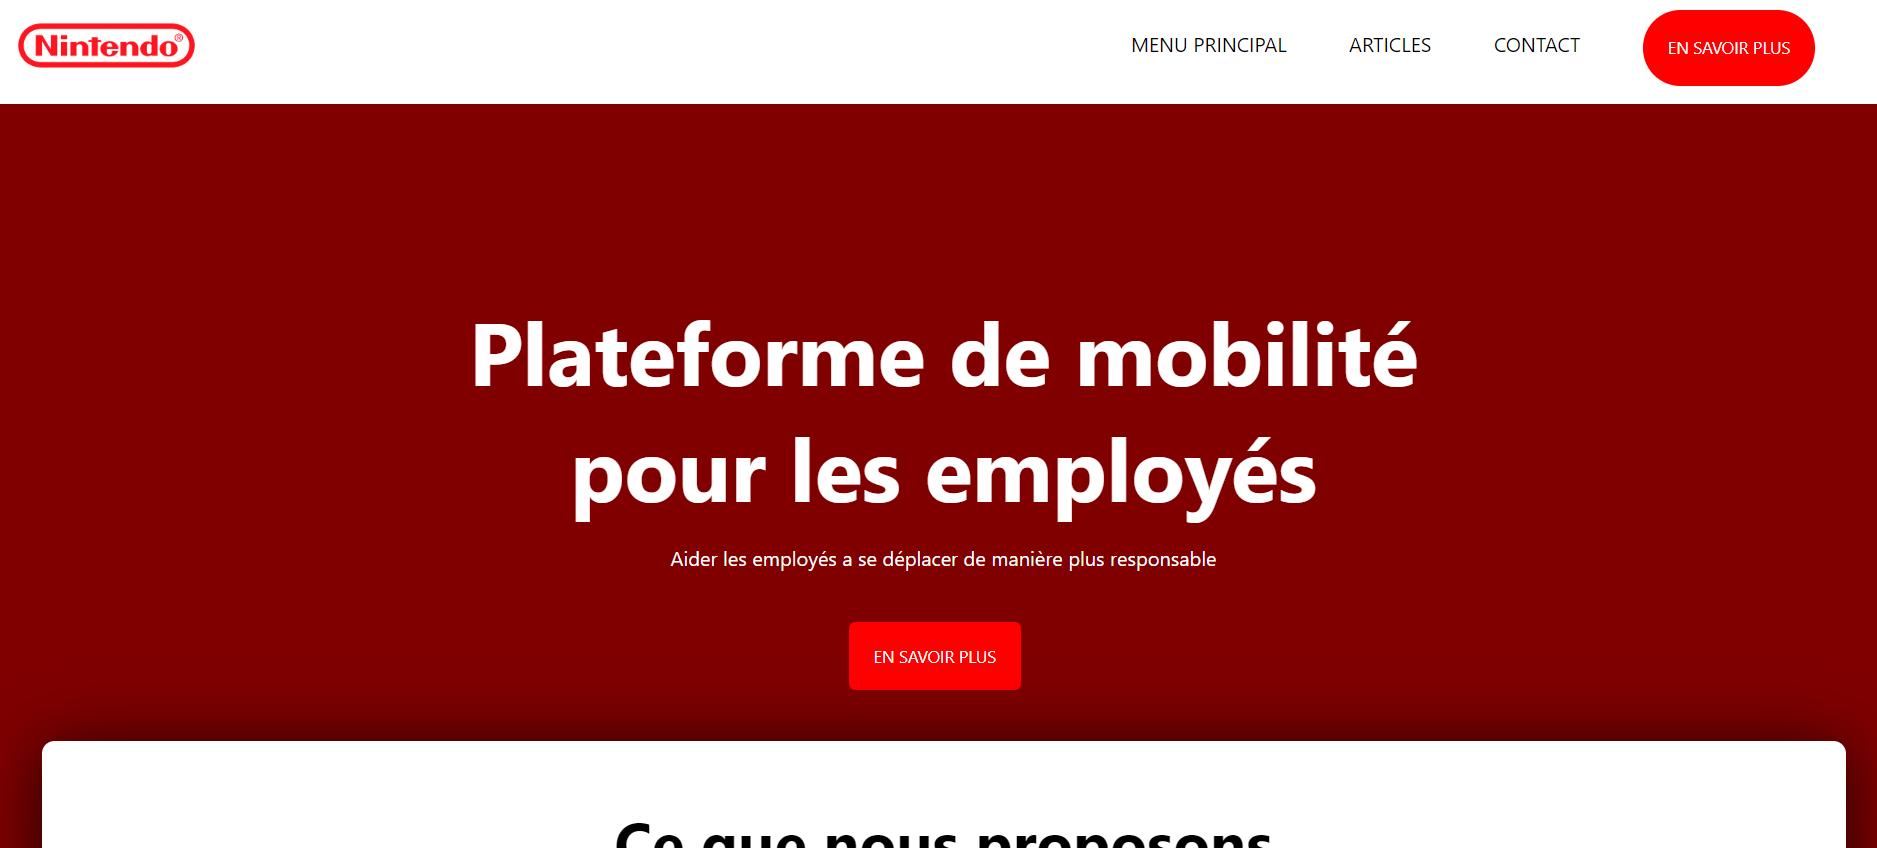 Nintendo®
MENU PRINCIPAL
ARTICLES
CONTACT
EN SAVOIR PLUS
Plateforme de mobilité
pour les employés
Aider les employés a se déplacer de manière plus responsable
EN SAVOIR PLUS
Ce que nous proposons